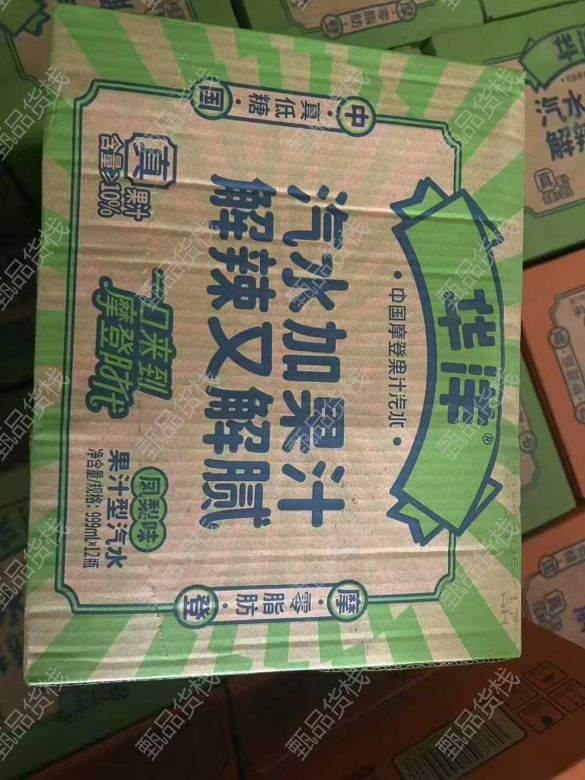 华洋®
·中国摩登果汁汽水·
汽水加果汁
解辣又解腻
中·真低糖·国
摩·零脂肪·登
真
果汁
含量≥10%
一口来到
摩登时代
凤梨味
果汁型汽水
净含量/规格：999ml×12瓶
甄品货栈